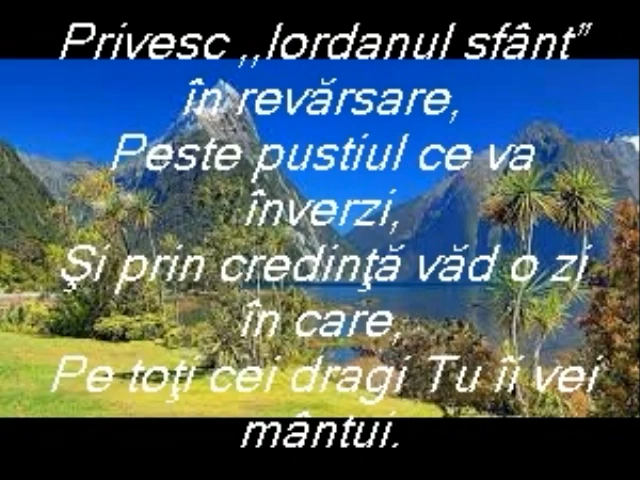 Privesc ,,Iordanul sfânt”
în revărsare,
Peste pustiul ce va
înverzi,
Şi prin credinţă văd o zi
în care,
Pe toţi cei dragi Tu îi vei
mântui.